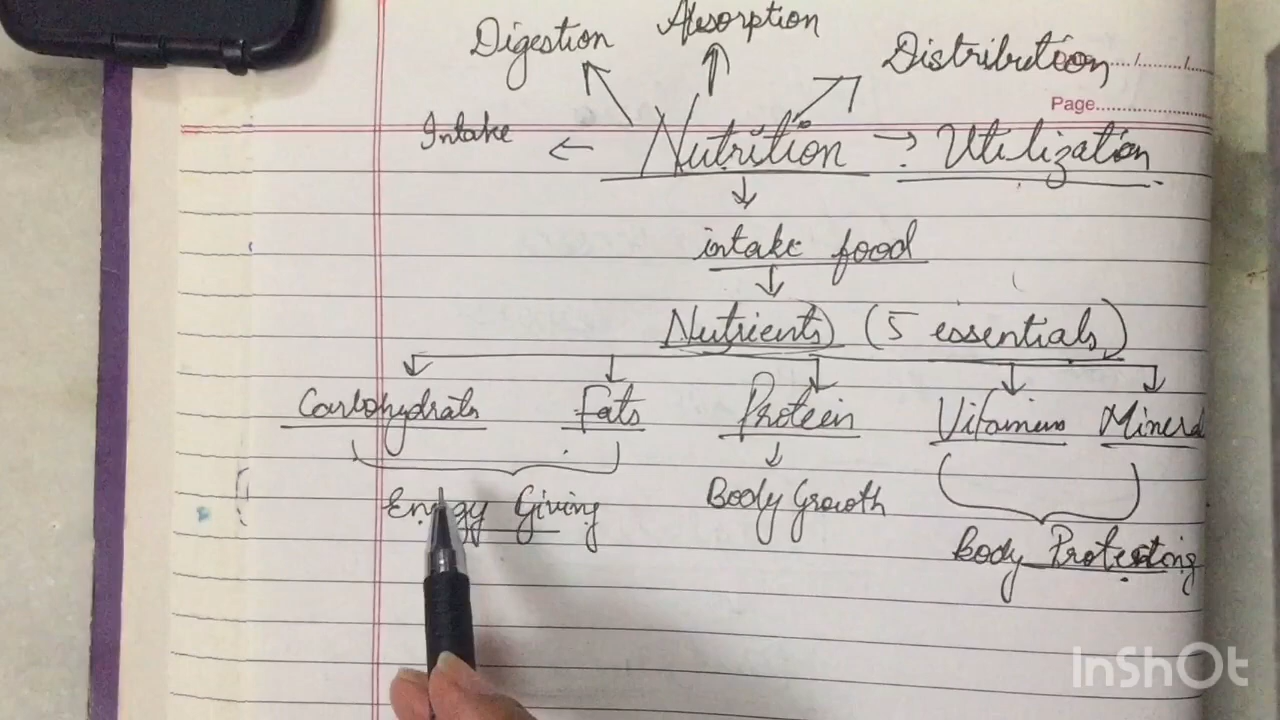 Digestion Absorption Distribution
Page
Intake ← Nutrition → Utilization
intake food
Nutrients (5 essentials)
Carbohydrats Fats Protein Vitamins Mineral
Energy Giving Body Growth
Body Protecting
InShOt